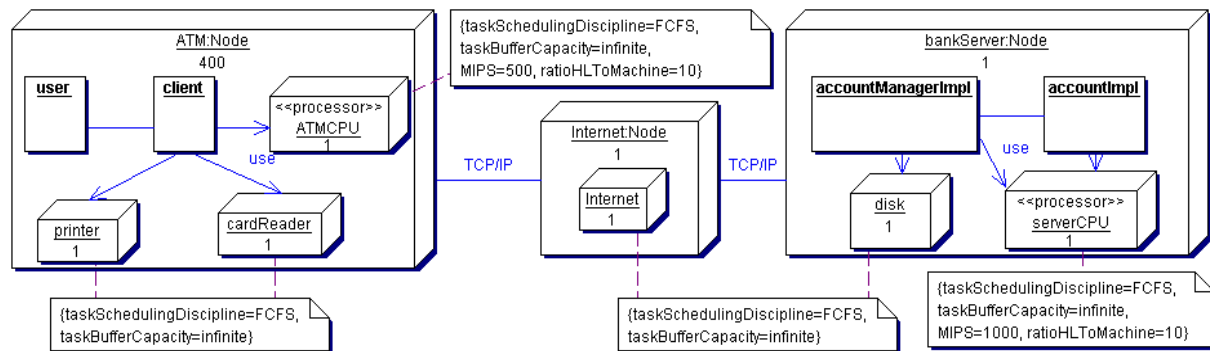 ATM:Node
400
user
client
<<processor>>
ATMCPU
1
use
printer
1
cardReader
1
{taskSchedulingDiscipline=FCFS,
taskBufferCapacity=infinite,
MIPS=500, ratioHLToMachine=10}
{taskSchedulingDiscipline=FCFS,
taskBufferCapacity=infinite}
TCP/IP
Internet:Node
1
Internet
1
TCP/IP
bankServer:Node
1
accountManagerImpl
accountImpl
use
disk
1
<<processor>>
serverCPU
1
{taskSchedulingDiscipline=FCFS,
taskBufferCapacity=infinite}
{taskSchedulingDiscipline=FCFS,
taskBufferCapacity=infinite,
MIPS=1000, ratioHLToMachine=10}